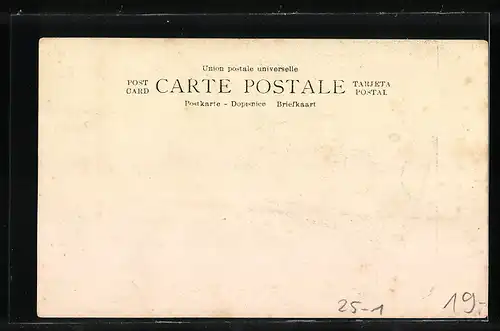 Union postale universelle
POST CARD CARTE POSTALE TARJETA POSTAL
Postkarte - Dopisnice Briefkaart
25-1
19.-